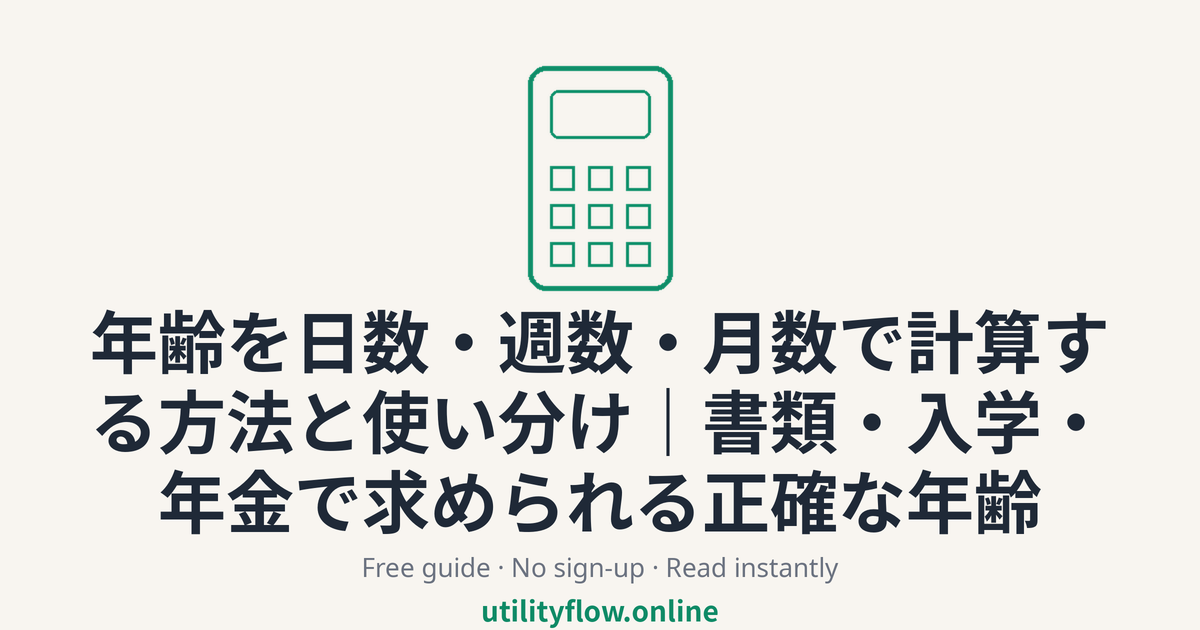 年齢を日数・週数・月数で計算す
る方法と使い分け｜書類・入学・
年金で求められる正確な年齢
Free guide · No sign-up · Read instantly
utilityflow.online